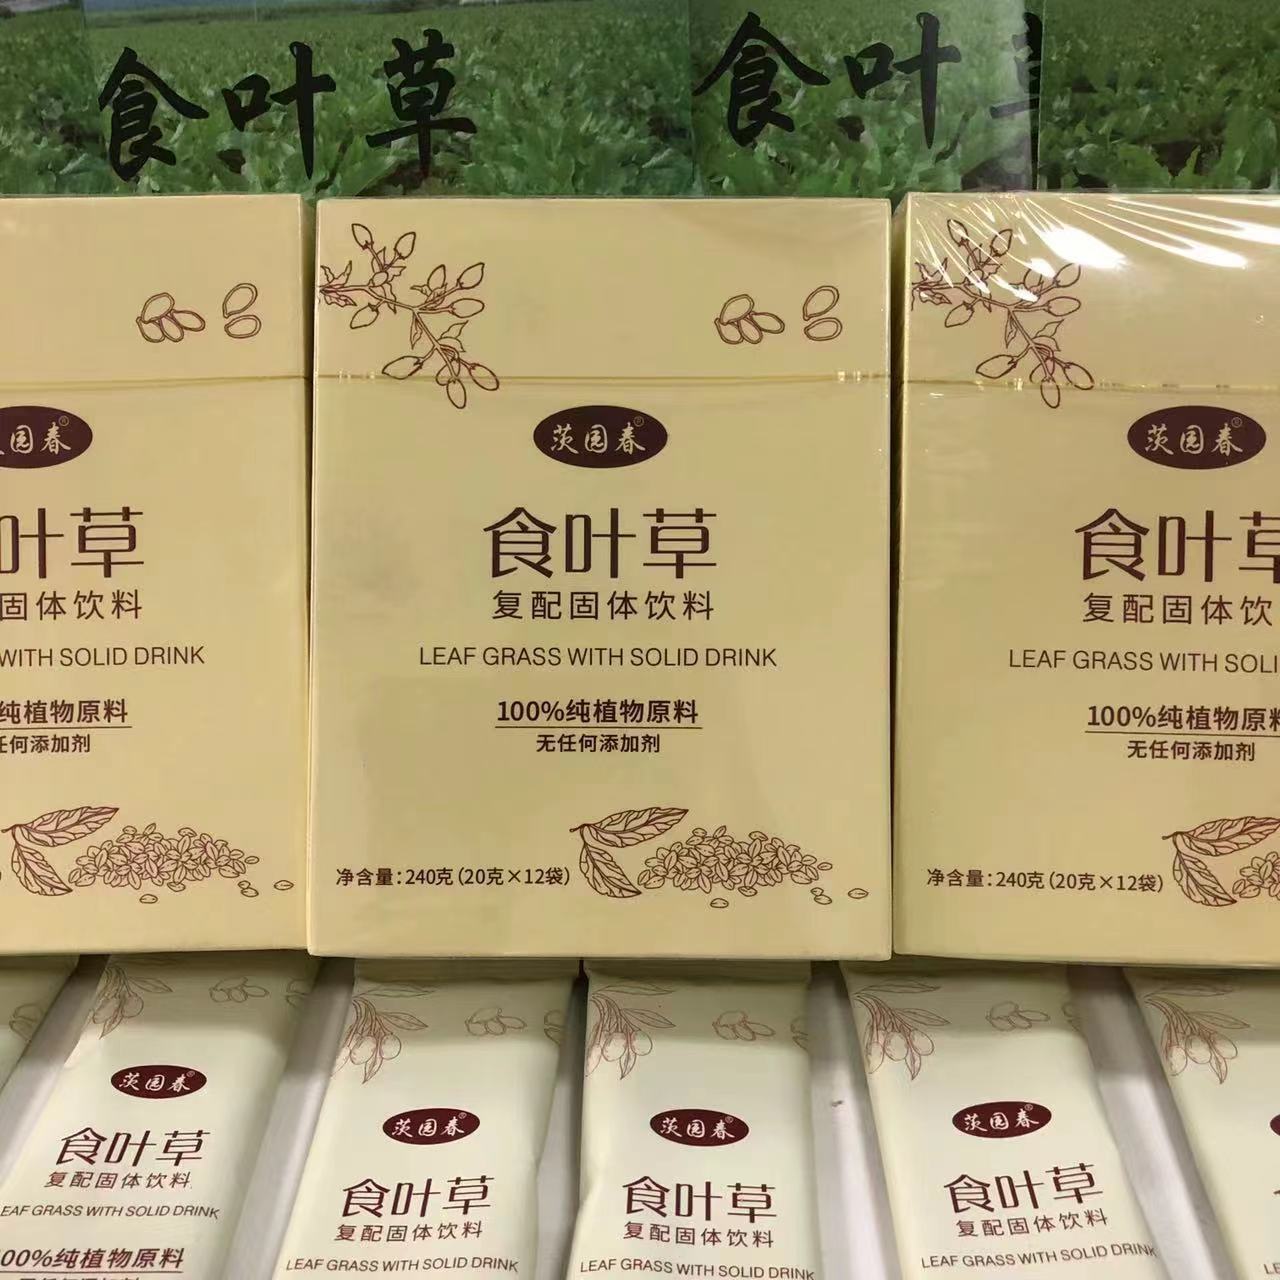 食叶草
食叶草
茨园春®
叶草
固体饮料
WITH SOLID DRINK
纯植物原料
任何添加剂
茨园春®
食叶草
复配固体饮料
LEAF GRASS WITH SOLID DRINK
100%纯植物原料
无任何添加剂
净含量：240克（20克×12袋）
茨园春®
食叶草
复配固体饮
LEAF GRASS WITH SOLI
100%纯植物原料
无任何添加剂
净含量：240克（20克×12袋）
茨园春®
食叶草
复配固体饮料
LEAF GRASS WITH SOLID DRINK
100%纯植物原料
茨园春®
食叶草
复配固体饮料
LEAF GRASS WITH SOLID DRINK
茨园春®
食叶草
复配固体饮料
LEAF GRASS WITH SOLID DRINK
茨园春®
食叶草
复配固体饮料
LEAF GRASS WITH SOLID DRINK